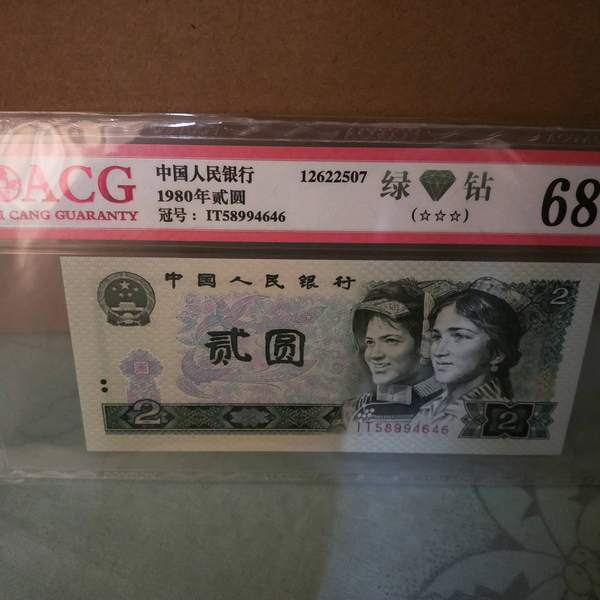 ACG
CANG GUARANTY
中国人民银行
1980年贰圆
冠号：IT58994646
12622507
绿 钻
(☆☆☆)
68
中国人民银行
2
贰圆
2
IT58994646
2